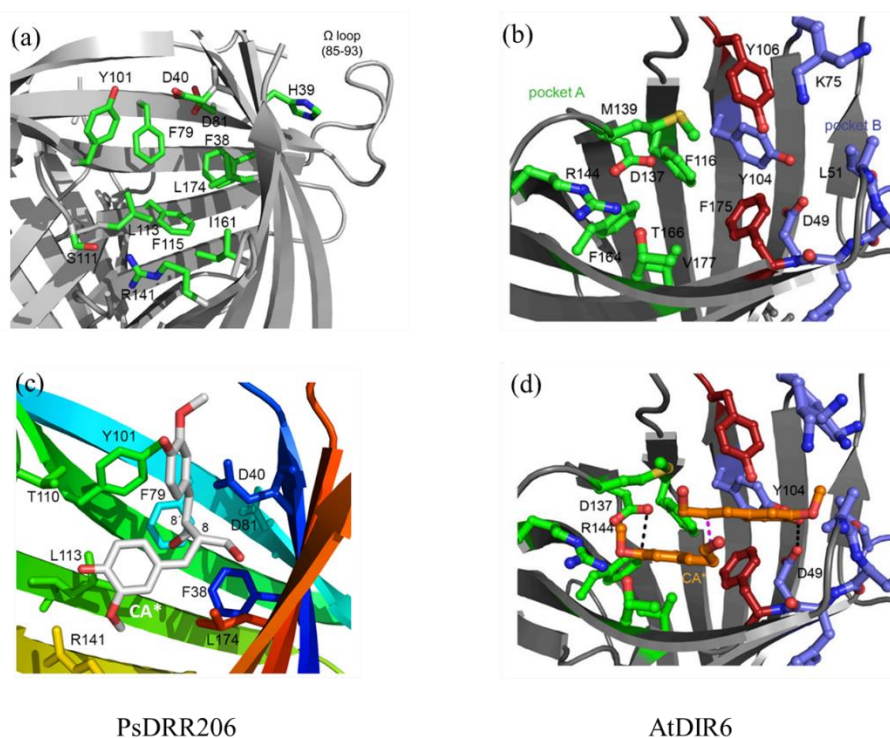 (a)
Ω loop
(85-93)
Y101
D40
H39
D81
F79
F38
L174
L113
F115
I161
S111
R141
(b)
Y106
K75
pocket A
pocket B
M139
R144
D137
F116
Y104
L51
F175
D49
T166
F164
V177
(c)
Y101
D40
T110
F79
D81
8'
8
L113
F38
CA*
L174
R141
(d)
D137
Y104
R144
CA*
D49
PsDRR206
AtDIR6